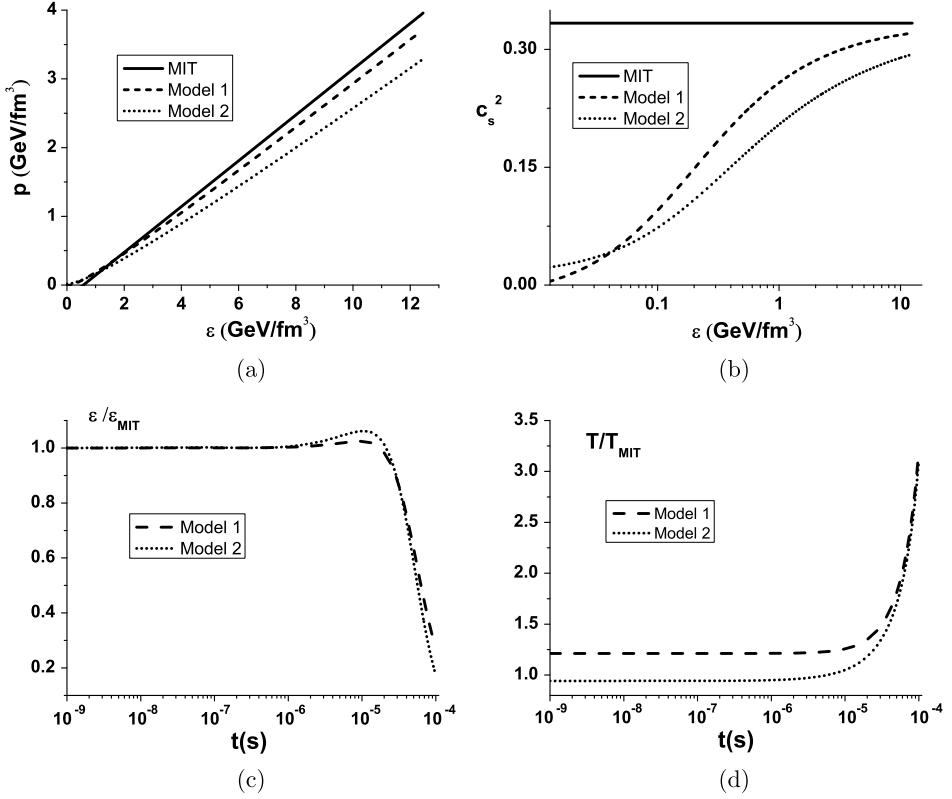 4
3
2
1
0
p (GeV/fm³)
MIT
Model 1
Model 2
0 2 4 6 8 10 12
ε (GeV/fm³)
(a)
0.30
0.15
0.00
c_s²
MIT
Model 1
Model 2
0.1 1 10
ε (GeV/fm³)
(b)
ε /ε_MIT
1.0
0.8
0.6
0.4
0.2
Model 1
Model 2
10⁻⁹ 10⁻⁸ 10⁻⁷ 10⁻⁶ 10⁻⁵ 10⁻⁴
t(s)
(c)
T/T_MIT
3.5
3.0
2.5
2.0
1.5
1.0
Model 1
Model 2
10⁻⁹ 10⁻⁸ 10⁻⁷ 10⁻⁶ 10⁻⁵ 10⁻⁴
t(s)
(d)